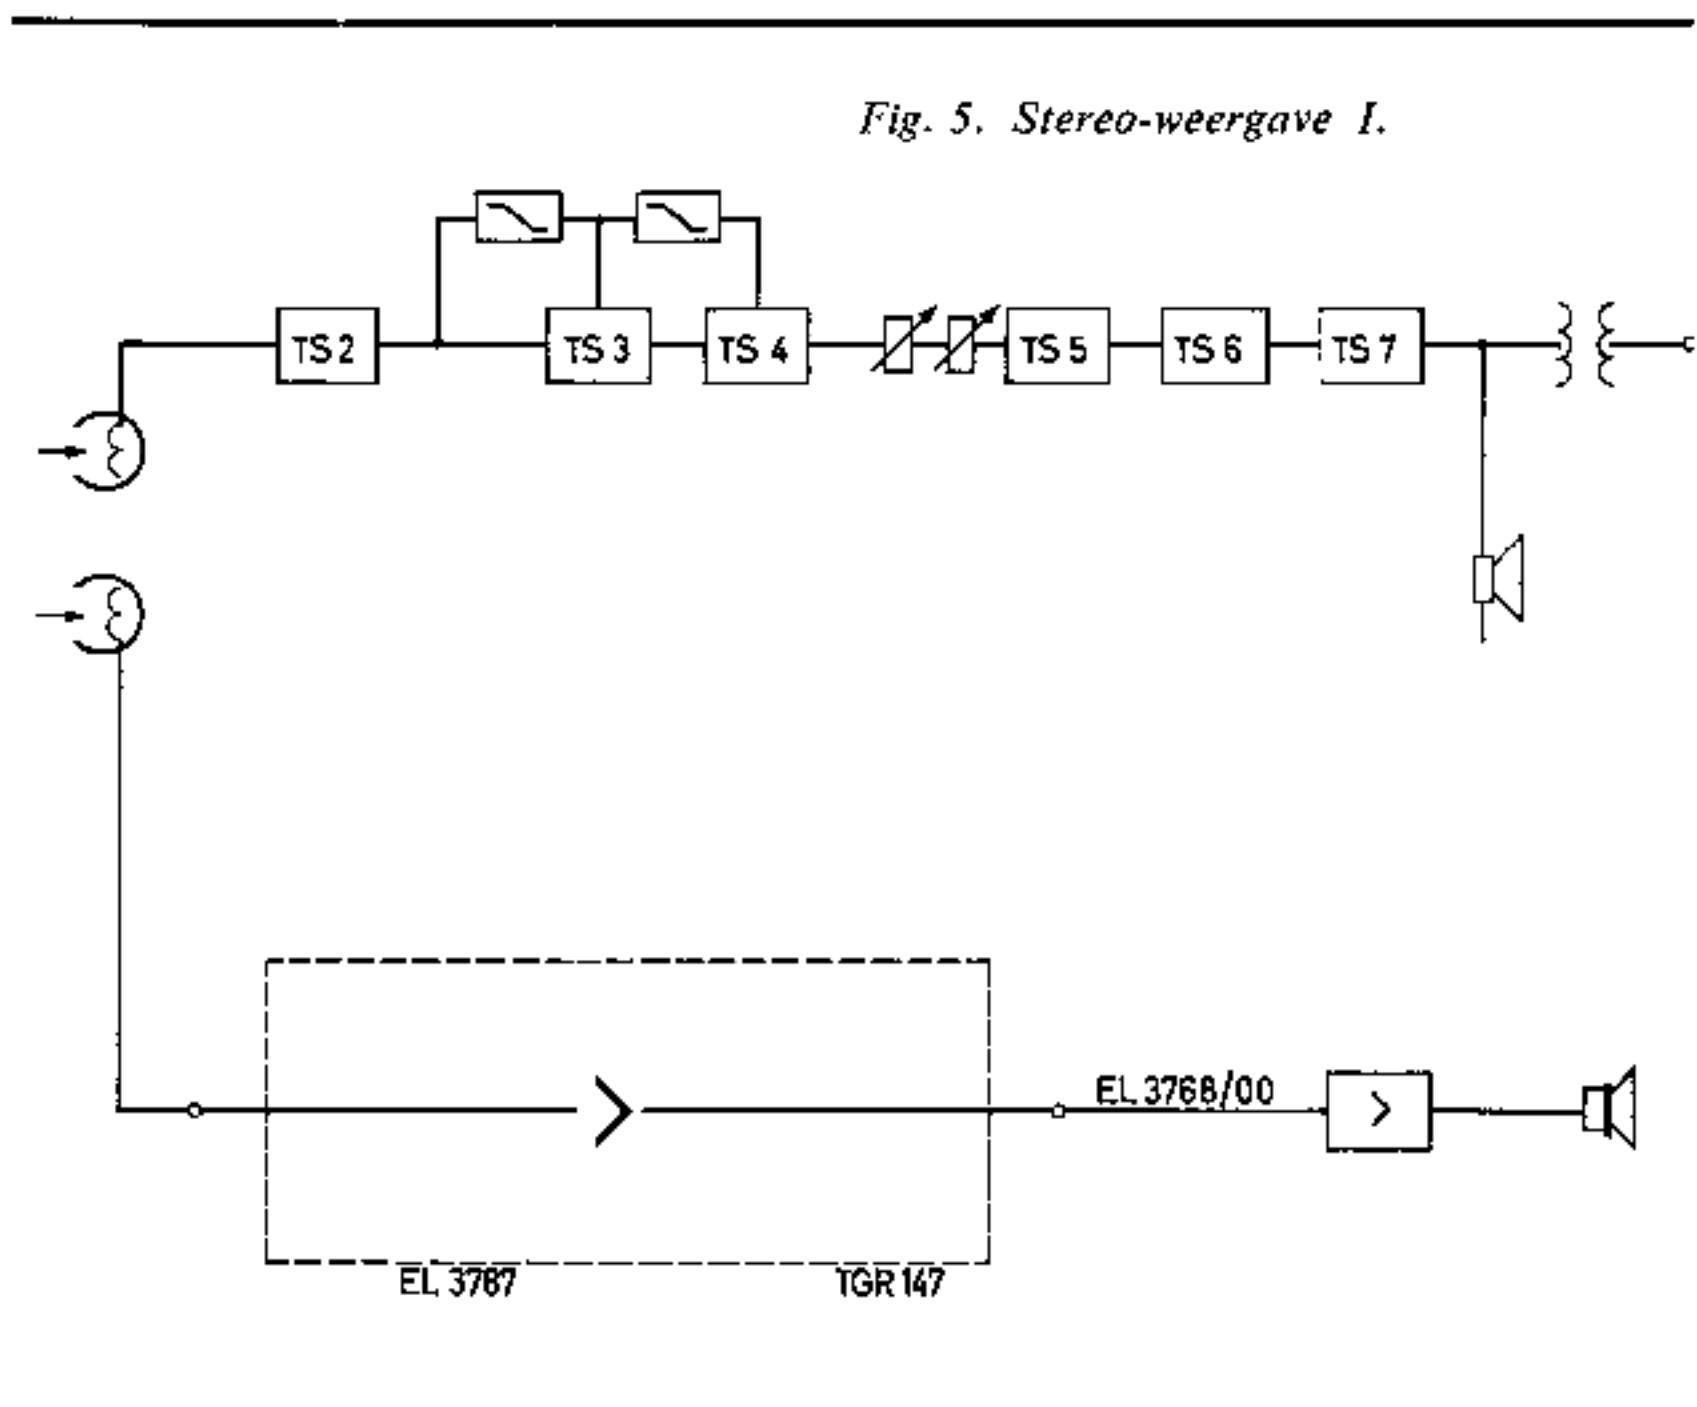 Fig. 5. Stereo-weergave I.
TS 2
TS 3
TS 4
TS 5
TS 6
TS 7
EL 3768/00
>
EL 3787
TGR 147